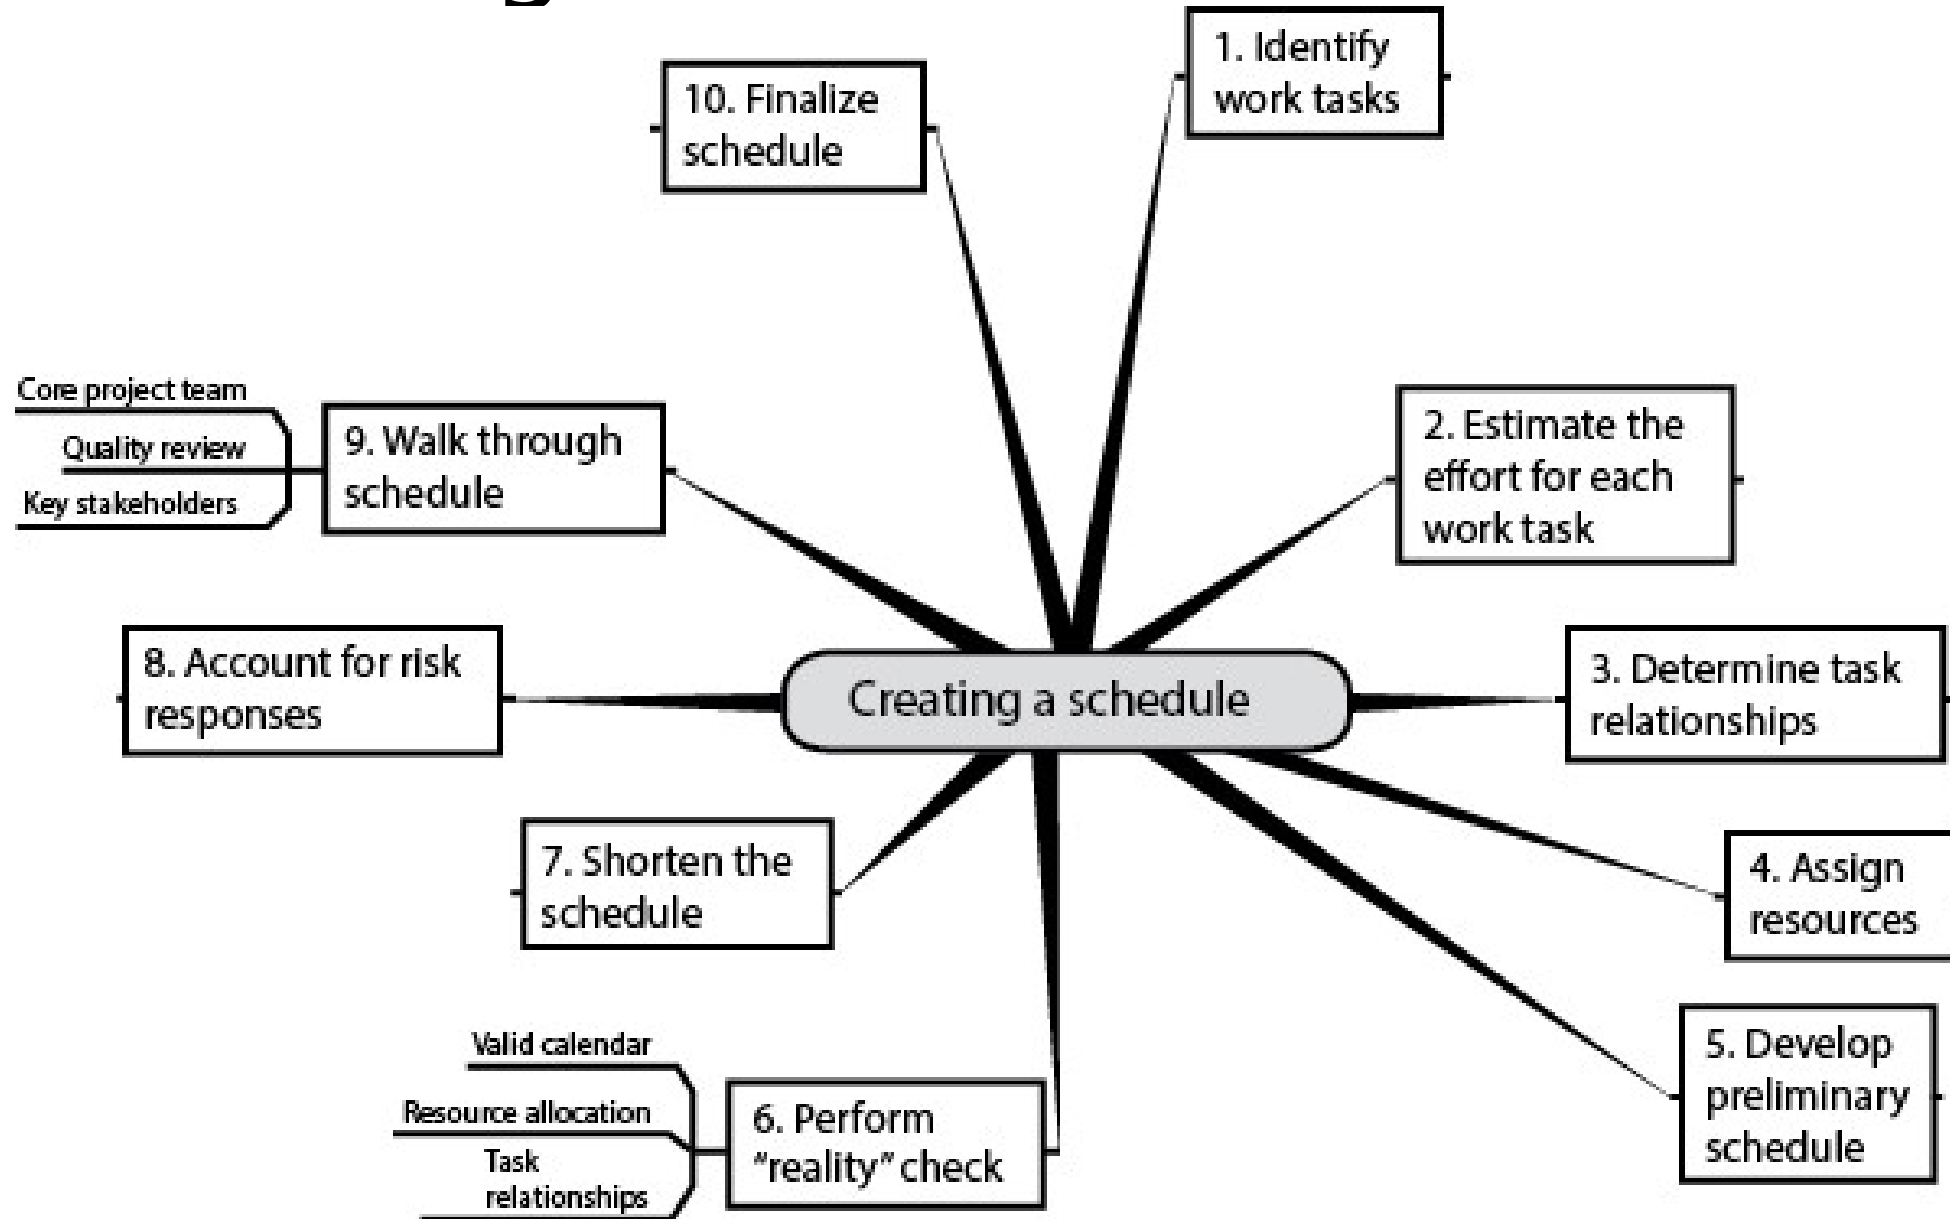 1. Identify
work tasks
2. Estimate the
effort for each
work task
3. Determine task
relationships
4. Assign
resources
5. Develop
preliminary
schedule
6. Perform
“reality” check
Valid calendar
Resource allocation
Task
relationships
7. Shorten the
schedule
8. Account for risk
responses
9. Walk through
schedule
Core project team
Quality review
Key stakeholders
10. Finalize
schedule
Creating a schedule